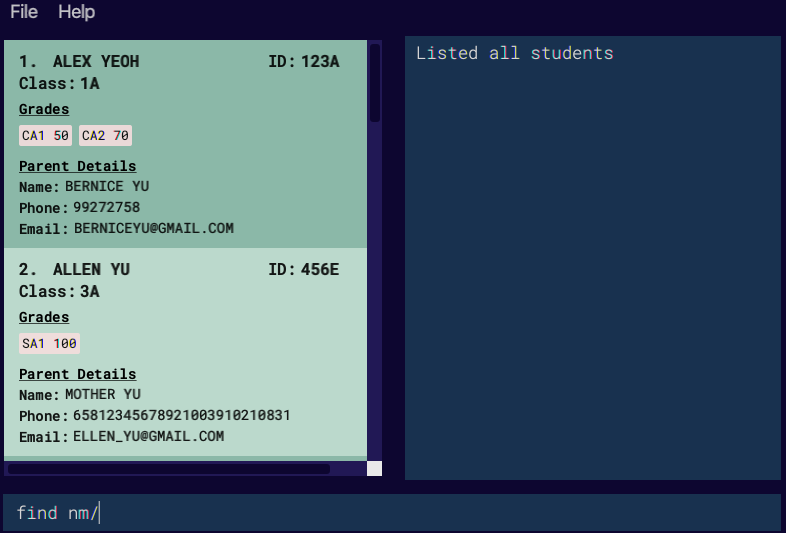 File Help
1. ALEX YEOH ID: 123A
Class: 1A
Grades
CA1 50 CA2 70
Parent Details
Name: BERNICE YU
Phone: 99272758
Email: BERNICEYU@GMAIL.COM
2. ALLEN YU ID: 456E
Class: 3A
Grades
SA1 100
Parent Details
Name: MOTHER YU
Phone: 65812345678921003910210831
Email: ELLEN_YU@GMAIL.COM
Listed all students
find nm/